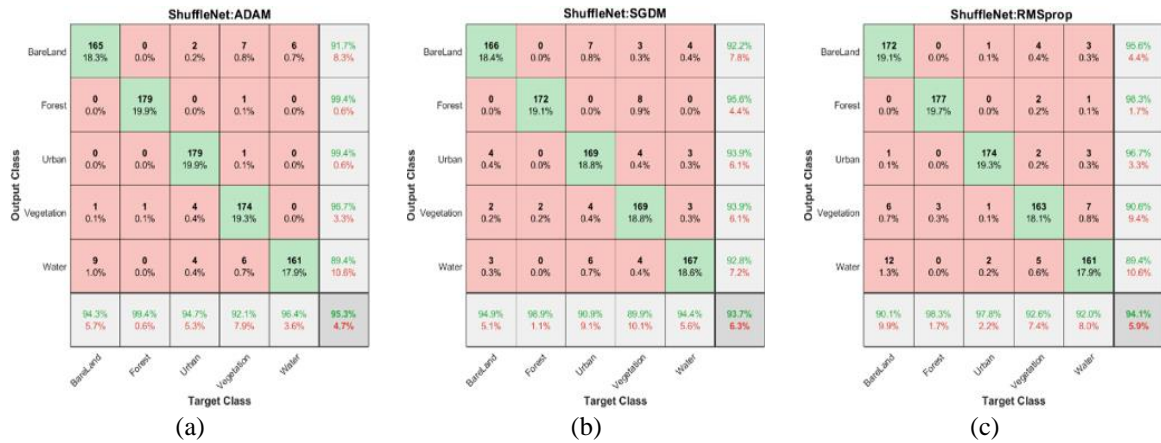 ShuffleNet:ADAM
BareLand 165 0 2 7 6 91.7%
18.3% 0.0% 0.2% 0.8% 0.7% 8.3%
Forest 0 179 0 1 0 99.4%
0.0% 19.9% 0.0% 0.1% 0.0% 0.6%
Urban 0 0 179 1 0 99.4%
0.0% 0.0% 19.9% 0.1% 0.0% 0.6%
Vegetation 1 1 4 174 0 96.7%
0.1% 0.1% 0.4% 19.3% 0.0% 3.3%
Water 9 0 4 6 161 89.4%
1.0% 0.0% 0.4% 0.7% 17.9% 10.6%
94.3% 99.4% 94.7% 92.1% 96.4% 95.3%
5.7% 0.6% 5.3% 7.9% 3.6% 4.7%
BareLand Forest Urban Vegetation Water
Output Class
Target Class
(a)
ShuffleNet:SGDM
BareLand 166 0 7 3 4 92.2%
18.4% 0.0% 0.8% 0.3% 0.4% 7.8%
Forest 0 172 0 8 0 95.6%
0.0% 19.1% 0.0% 0.9% 0.0% 4.4%
Urban 4 0 169 4 3 93.9%
0.4% 0.0% 18.8% 0.4% 0.3% 6.1%
Vegetation 2 2 4 169 3 93.9%
0.2% 0.2% 0.4% 18.8% 0.3% 6.1%
Water 3 0 6 4 167 92.8%
0.3% 0.0% 0.7% 0.4% 18.6% 7.2%
94.9% 98.9% 90.9% 89.9% 94.4% 93.7%
5.1% 1.1% 9.1% 10.1% 5.6% 6.3%
BareLand Forest Urban Vegetation Water
Output Class
Target Class
(b)
ShuffleNet:RMSprop
BareLand 172 0 1 4 3 95.6%
19.1% 0.0% 0.1% 0.4% 0.3% 4.4%
Forest 0 177 0 2 1 98.3%
0.0% 19.7% 0.0% 0.2% 0.1% 1.7%
Urban 1 0 174 2 3 96.7%
0.1% 0.0% 19.3% 0.2% 0.3% 3.3%
Vegetation 6 3 1 163 7 90.6%
0.7% 0.3% 0.1% 18.1% 0.8% 9.4%
Water 12 0 2 5 161 89.4%
1.3% 0.0% 0.2% 0.6% 17.9% 10.6%
90.1% 98.3% 97.8% 92.6% 92.0% 94.1%
9.9% 1.7% 2.2% 7.4% 8.0% 5.9%
BareLand Forest Urban Vegetation Water
Output Class
Target Class
(c)